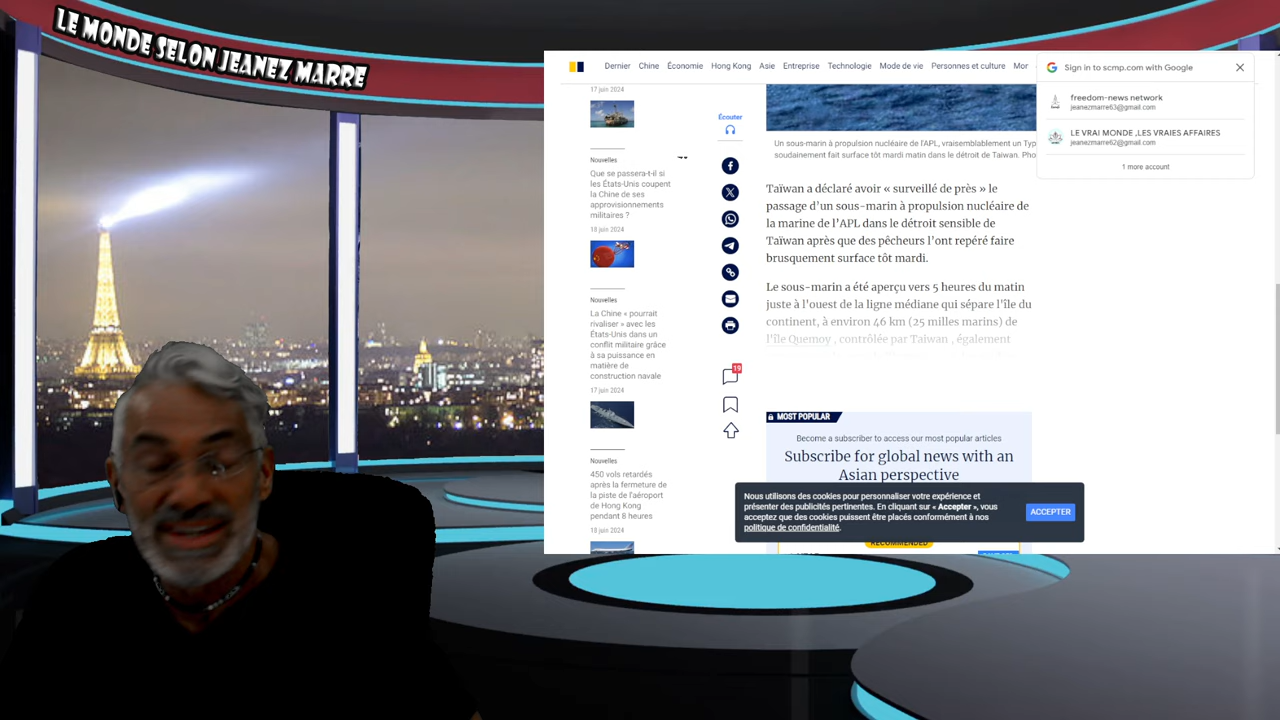 LE MONDE SELON JEANEZ MARRE
Dernier Chine Économie Hong Kong Asie Entreprise Technologie Mode de vie Personnes et culture Mor
17 juin 2024
Nouvelles
Que se passera-t-il si
les États-Unis coupent
la Chine de ses
approvisionnements
militaires ?
18 juin 2024
Nouvelles
La Chine « pourrait
rivaliser » avec les
États-Unis dans un
conflit militaire grâce
à sa puissance en
matière de
construction navale
17 juin 2024
Nouvelles
450 vols retardés
après la fermeture de
la piste de l'aéroport
de Hong Kong
pendant 8 heures
18 juin 2024
Écouter
19
Un sous-marin à propulsion nucléaire de l'APL, vraisemblablement un Typ
soudainement fait surface tôt mardi matin dans le détroit de Taïwan. Pho
Taïwan a déclaré avoir « surveillé de près » le
passage d'un sous-marin à propulsion nucléaire de
la marine de l'APL dans le détroit sensible de
Taïwan après que des pêcheurs l'ont repéré faire
brusquement surface tôt mardi.
Le sous-marin a été aperçu vers 5 heures du matin
juste à l'ouest de la ligne médiane qui sépare l'île du
continent, à environ 46 km (25 milles marins) de
l'île Quemoy , contrôlée par Taïwan , également
MOST POPULAR
Become a subscriber to access our most popular articles
Subscribe for global news with an
Asian perspective
RECOMMENDED
Nous utilisons des cookies pour personnaliser votre expérience et
présenter des publicités pertinentes. En cliquant sur « Accepter », vous
acceptez que des cookies puissent être placés conformément à nos
politique de confidentialité.
ACCEPTER
Sign in to scmp.com with Google
freedom-news network
jeanezmarre63@gmail.com
LE VRAI MONDE ,LES VRAIES AFFAIRES
jeanezmarre62@gmail.com
1 more account